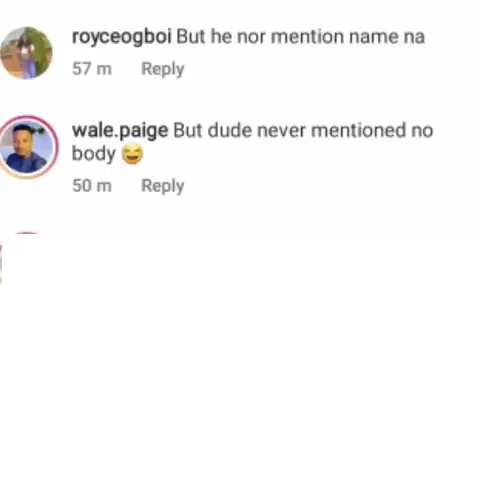 royceogboi But he nor mention name na
57 m Reply
wale.paige But dude never mentioned no
body 😂
50 m Reply